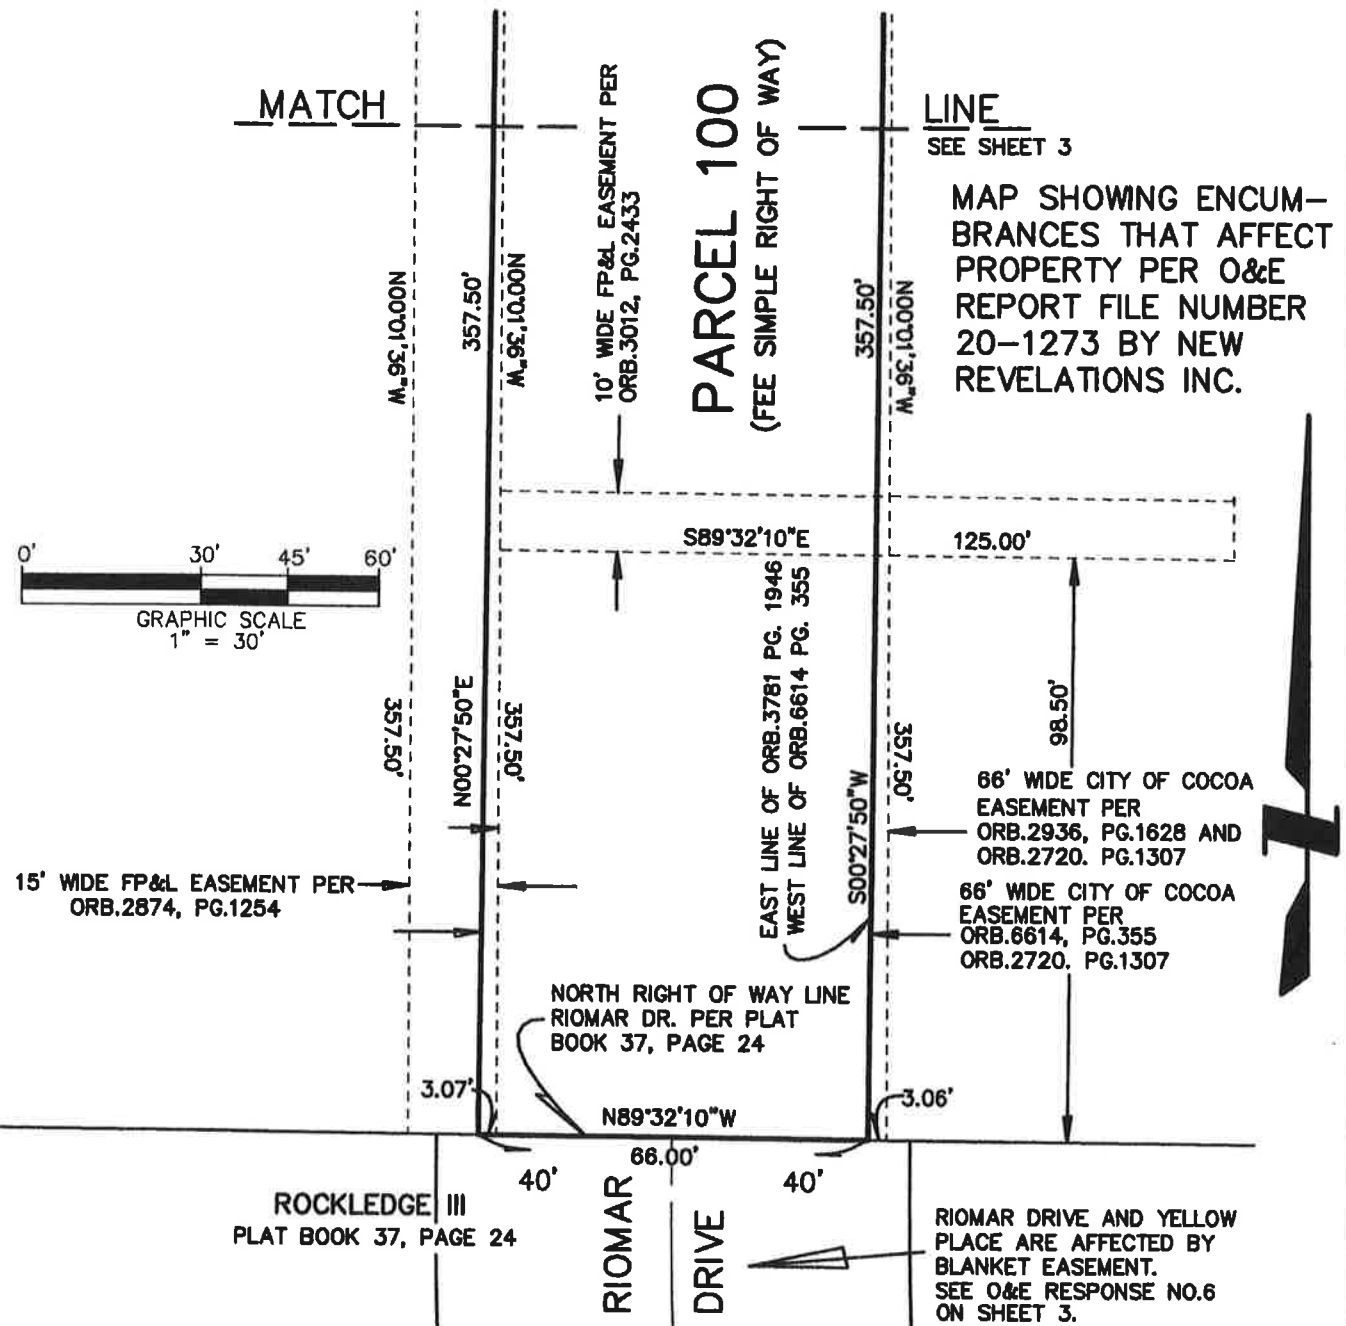 MATCH
LINE
SEE SHEET 3
10' WIDE FP&L EASEMENT PER
ORB.3012, PG.2433
PARCEL 100
(FEE SIMPLE RIGHT OF WAY)
MAP SHOWING ENCUM-
BRANCES THAT AFFECT
PROPERTY PER O&E
REPORT FILE NUMBER
20-1273 BY NEW
REVELATIONS INC.
N00°01'36"W
357.50'
N00°01'36"W
357.50'
N00°01'36"W
S89°32'10"E
125.00'
0'
30'
45'
60'
GRAPHIC SCALE
1" = 30'
357.50'
N00°27'50"E
357.50'
EAST LINE OF ORB.3781 PG. 1946
WEST LINE OF ORB.6614 PG. 355
S00°27'50"W
357.50'
98.50'
66' WIDE CITY OF COCOA
EASEMENT PER
ORB.2936, PG.1628 AND
ORB.2720. PG.1307
15' WIDE FP&L EASEMENT PER
ORB.2874, PG.1254
66' WIDE CITY OF COCOA
EASEMENT PER
ORB.6614, PG.355
ORB.2720. PG.1307
NORTH RIGHT OF WAY LINE
RIOMAR DR. PER PLAT
BOOK 37, PAGE 24
3.07'
3.06'
N89°32'10"W
66.00'
40'
40'
ROCKLEDGE III
PLAT BOOK 37, PAGE 24
RIOMAR
DRIVE
RIOMAR DRIVE AND YELLOW
PLACE ARE AFFECTED BY
BLANKET EASEMENT.
SEE O&E RESPONSE NO.6
ON SHEET 3.
N